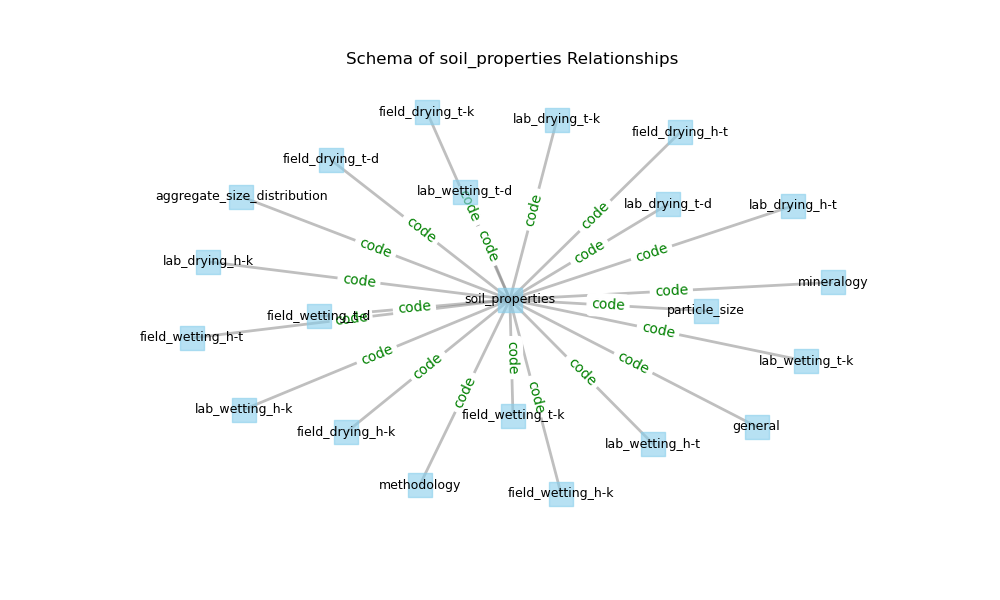 Schema of soil_properties Relationships
field_drying_t-k
lab_drying_t-k
field_drying_h-t
field_drying_t-d
lab_wetting_t-d
aggregate_size_distribution
lab_drying_t-d
lab_drying_h-t
code
code
code
code
code
code
code
code
code
lab_drying_h-k
code
mineralogy
code
soil_properties
code
code
particle_size
field_wetting_t-d
code
code
field_wetting_h-t
code
code
code
code
lab_wetting_t-k
code
code
code
code
lab_wetting_h-k
field_wetting_t-k
general
field_drying_h-k
lab_wetting_h-t
methodology
field_wetting_h-k